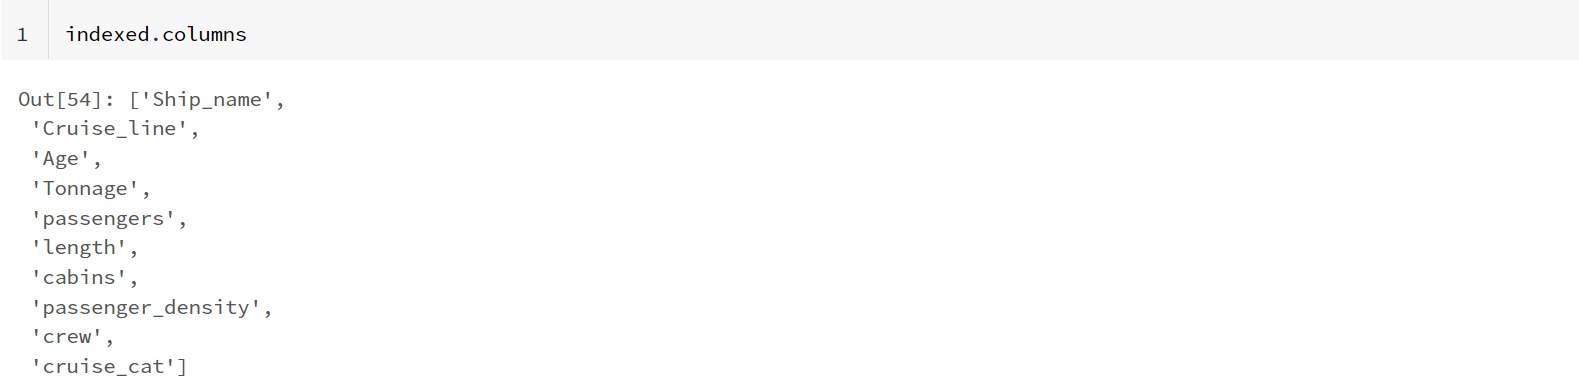 1 indexed.columns
Out[54]: ['Ship_name',
'Cruise_line',
'Age',
'Tonnage',
'passengers',
'length',
'cabins',
'passenger_density',
'crew',
'cruise_cat']